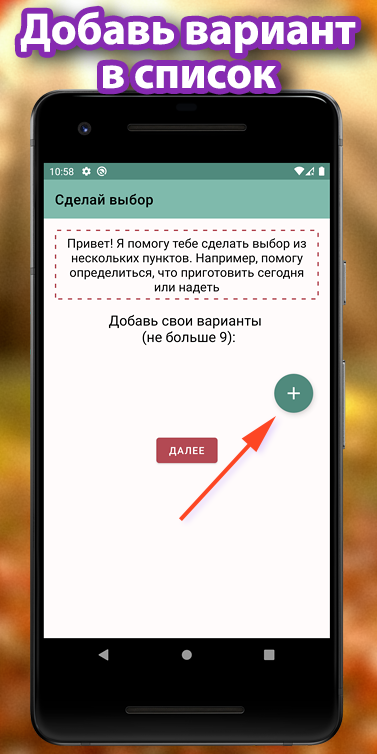 Добавь вариант
в список
10:58
Сделай выбор
Привет! Я помогу тебе сделать выбор из
нескольких пунктов. Например, помогу
определиться, что приготовить сегодня
или надеть
Добавь свои варианты
(не больше 9):
ДАЛЕЕ